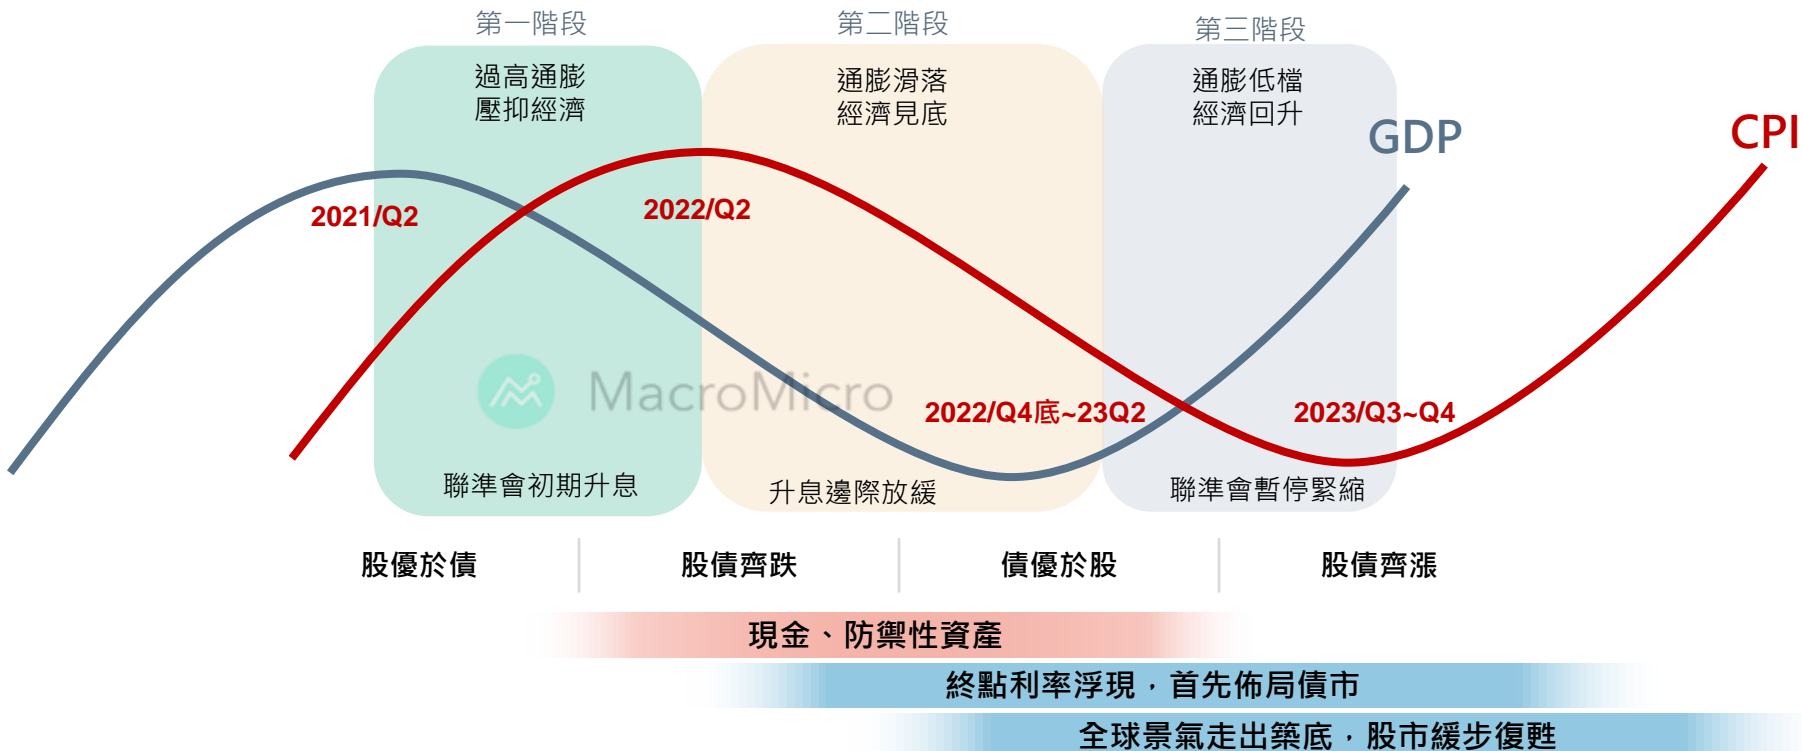 第一階段
第二階段
第三階段
過高通膨
壓抑經濟
通膨滑落
經濟見底
通膨低檔
經濟回升
GDP
CPI
2021/Q2
2022/Q2
MacroMicro
2022/Q4底~23Q2
2023/Q3~Q4
聯準會初期升息
升息邊際放緩
聯準會暫停緊縮
股優於債
股債齊跌
債優於股
股債齊漲
現金、防禦性資產
終點利率浮現，首先佈局債市
全球景氣走出築底，股市緩步復甦